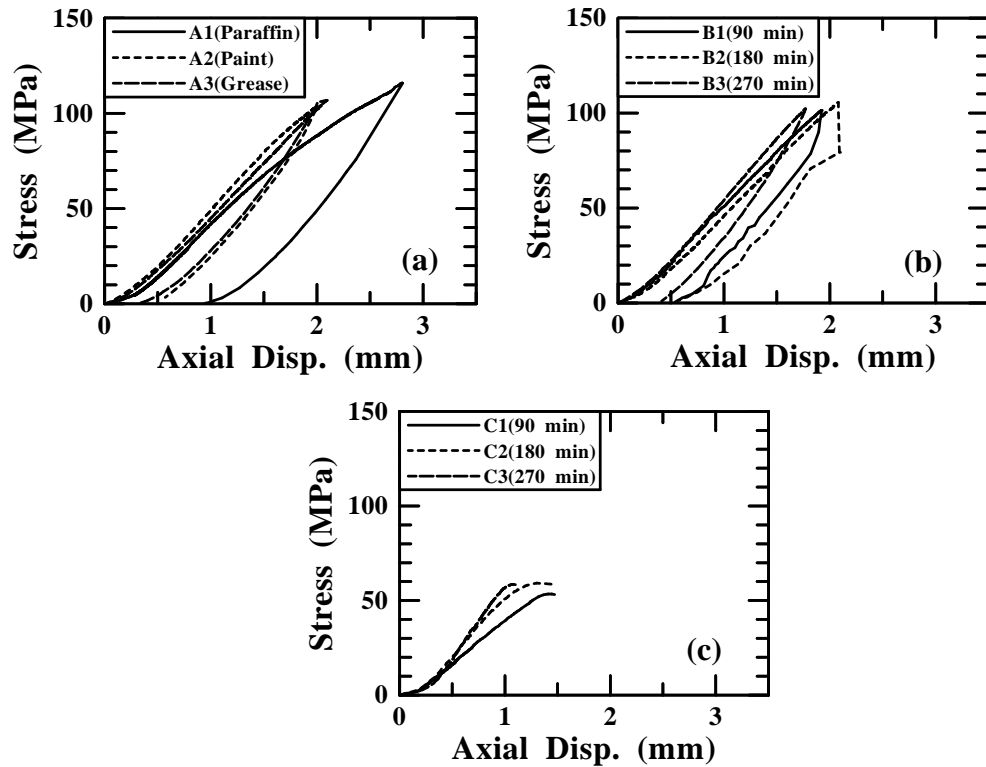 150
100
50
0
Stress (MPa)
A1(Paraffin)
A2(Paint)
A3(Grease)
(a)
0 1 2 3
Axial Disp. (mm)
150
100
50
0
Stress (MPa)
B1(90 min)
B2(180 min)
B3(270 min)
(b)
0 1 2 3
Axial Disp. (mm)
150
100
50
0
Stress (MPa)
C1(90 min)
C2(180 min)
C3(270 min)
(c)
0 1 2 3
Axial Disp. (mm)